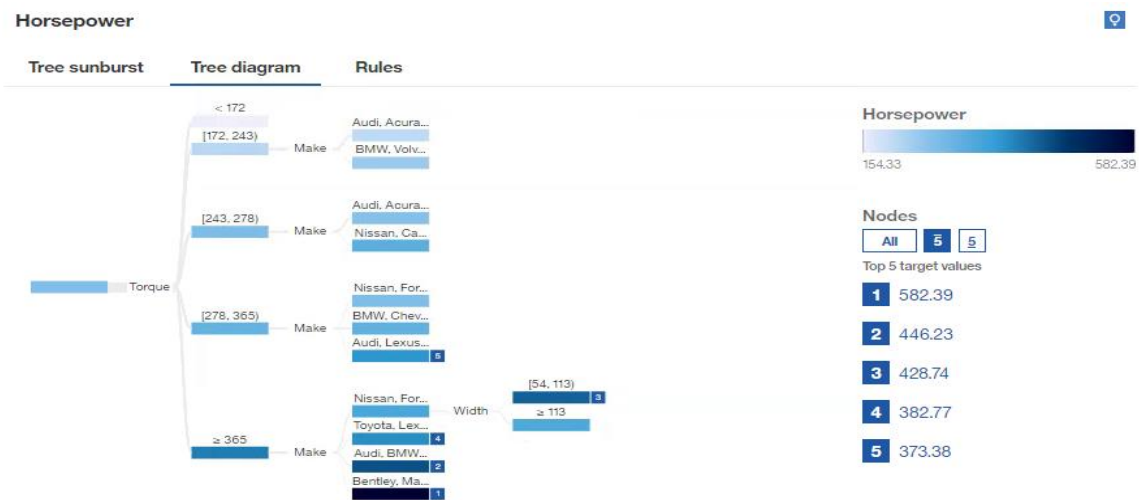 Horsepower
Tree sunburst Tree diagram Rules
< 172
[172, 243)
Make
Audi, Acura...
BMW, Volv...
[243, 278)
Make
Audi, Acura...
Nissan, Ca...
Torque
[278, 365)
Make
Nissan, For...
BMW, Chev...
Audi, Lexus...
5
≥ 365
Make
Nissan, For...
Width
[54, 113)
3
≥ 113
Toyota, Lex...
4
Audi, BMW...
2
Bentley, Ma...
1
Horsepower
154.33 582.39
Nodes
All 5 5
Top 5 target values
1 582.39
2 446.23
3 428.74
4 382.77
5 373.38